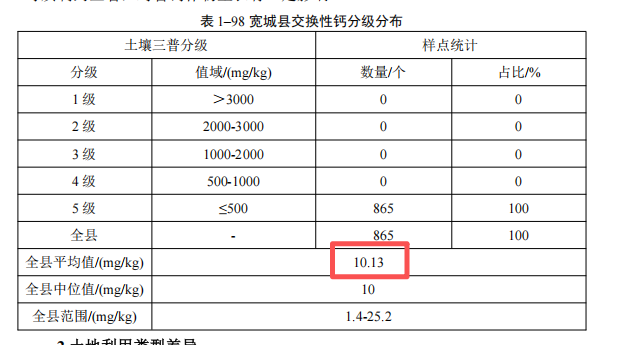 表 1–98 宽城县交换性钙分级分布
土壤三普分级 样点统计
分级 值域/(mg/kg) 数量/个 占比/%
1 级 ＞3000 0 0
2 级 2000-3000 0 0
3 级 1000-2000 0 0
4 级 500-1000 0 0
5 级 ≤500 865 100
全县 - 865 100
全县平均值/(mg/kg) 10.13
全县中位值/(mg/kg) 10
全县范围/(mg/kg) 1.4-25.2